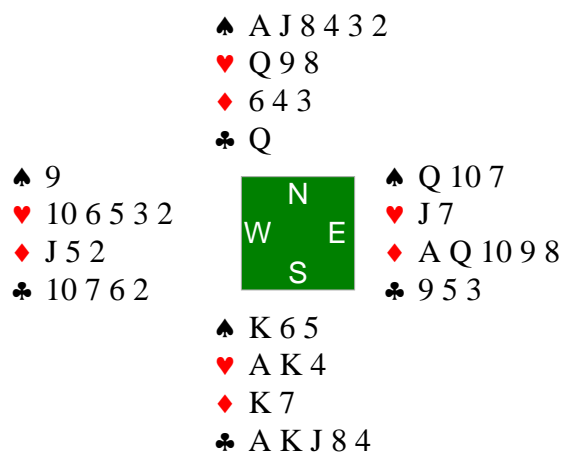 ♠ A J 8 4 3 2
♥ Q 9 8
♦ 6 4 3
♣ Q
♠ 9
♥ 10 6 5 3 2
♦ J 5 2
♣ 10 7 6 2
N
W E
S
♠ Q 10 7
♥ J 7
♦ A Q 10 9 8
♣ 9 5 3
♠ K 6 5
♥ A K 4
♦ K 7
♣ A K J 8 4